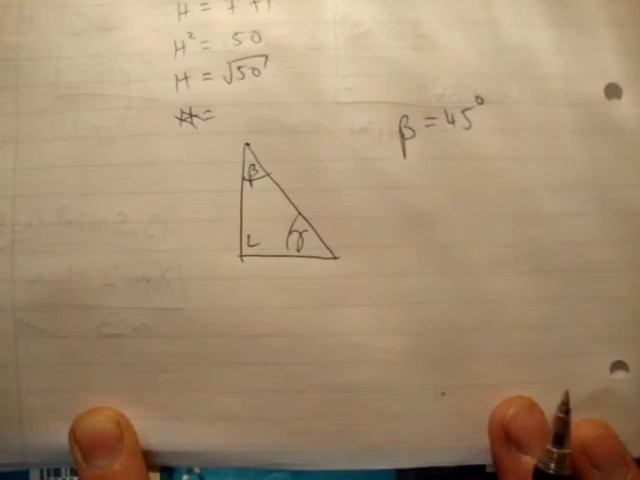 H² = 50
H = √50
H =
β = 45°
β
γ